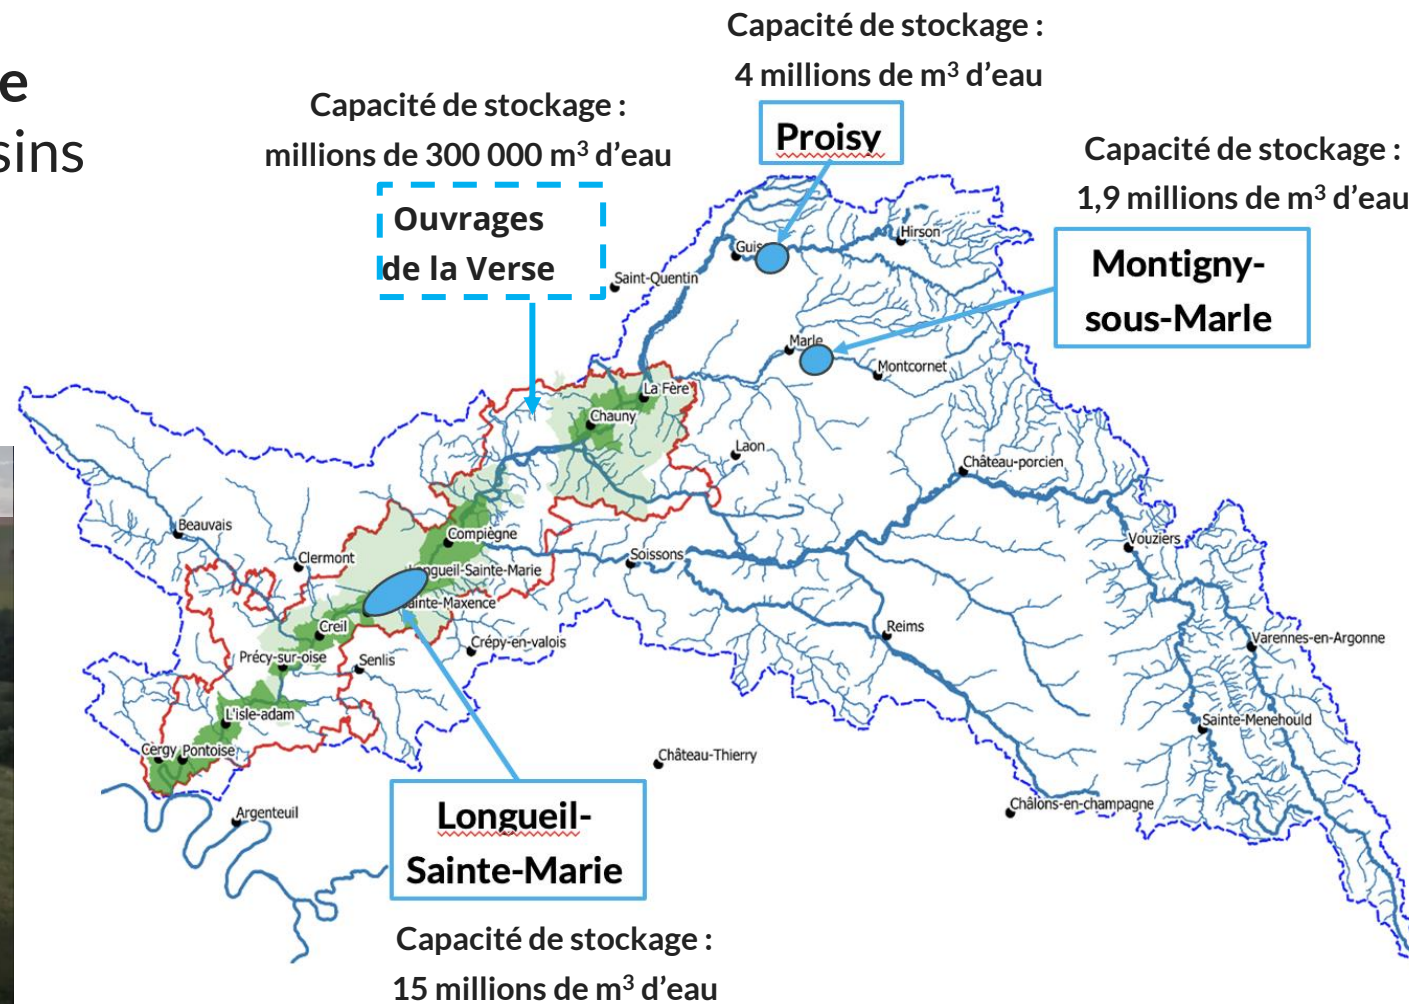 e
sins
Capacité de stockage :
4 millions de m³ d’eau
Proisy
Capacité de stockage :
millions de 300 000 m³ d’eau
Ouvrages
de la Verse
Capacité de stockage :
1,9 millions de m³ d’eau
Montigny-
sous-Marle
Hirson
Guise
Saint-Quentin
Marle
Montcornet
La Fère
Chauny
Laon
Château-porcien
Beauvais
Compiègne
Vouziers
Clermont
Soissons
ongueil-Sainte-Marie
ainte-Maxence
Creil
Reims
Varennes-en-Argonne
Crépy-en-valois
Précy-sur-oise
Senlis
L'isle-adam
Sainte-Menehould
Cergy
Pontoise
Château-Thierry
Châlons-en-champagne
Argenteuil
Longueil-
Sainte-Marie
Capacité de stockage :
15 millions de m³ d’eau